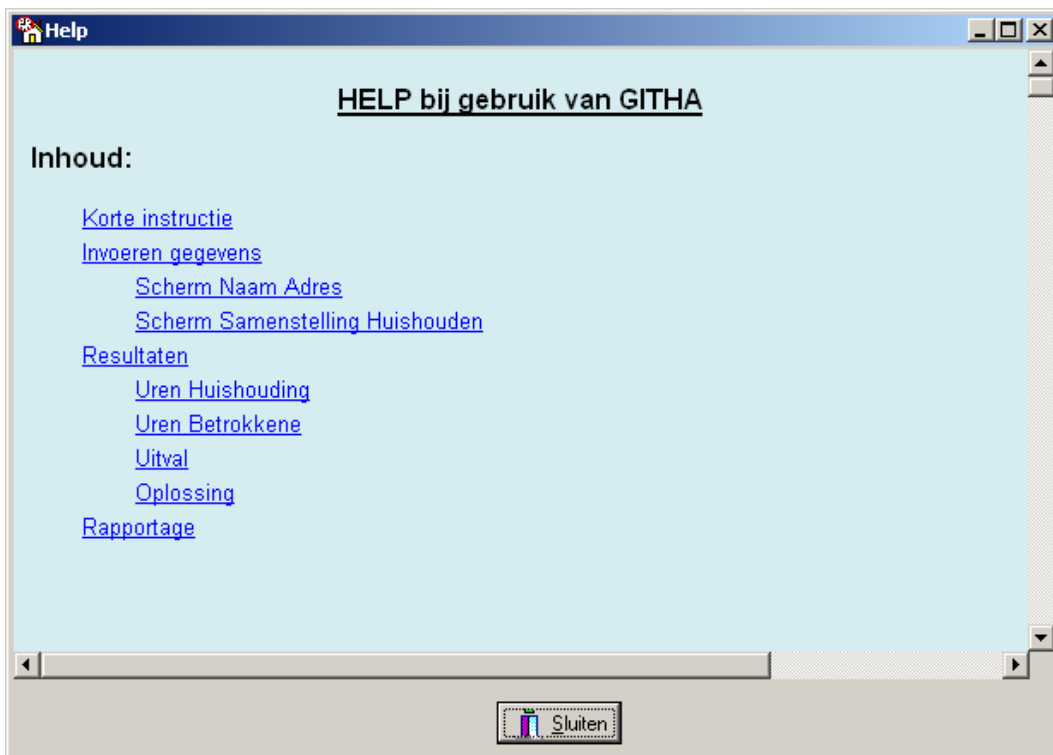 Help
HELP bij gebruik van GITHA
Inhoud:
Korte instructie
Invoeren gegevens
Scherm Naam Adres
Scherm Samenstelling Huishouden
Resultaten
Uren Huishouding
Uren Betrokkene
Uitval
Oplossing
Rapportage
Sluiten